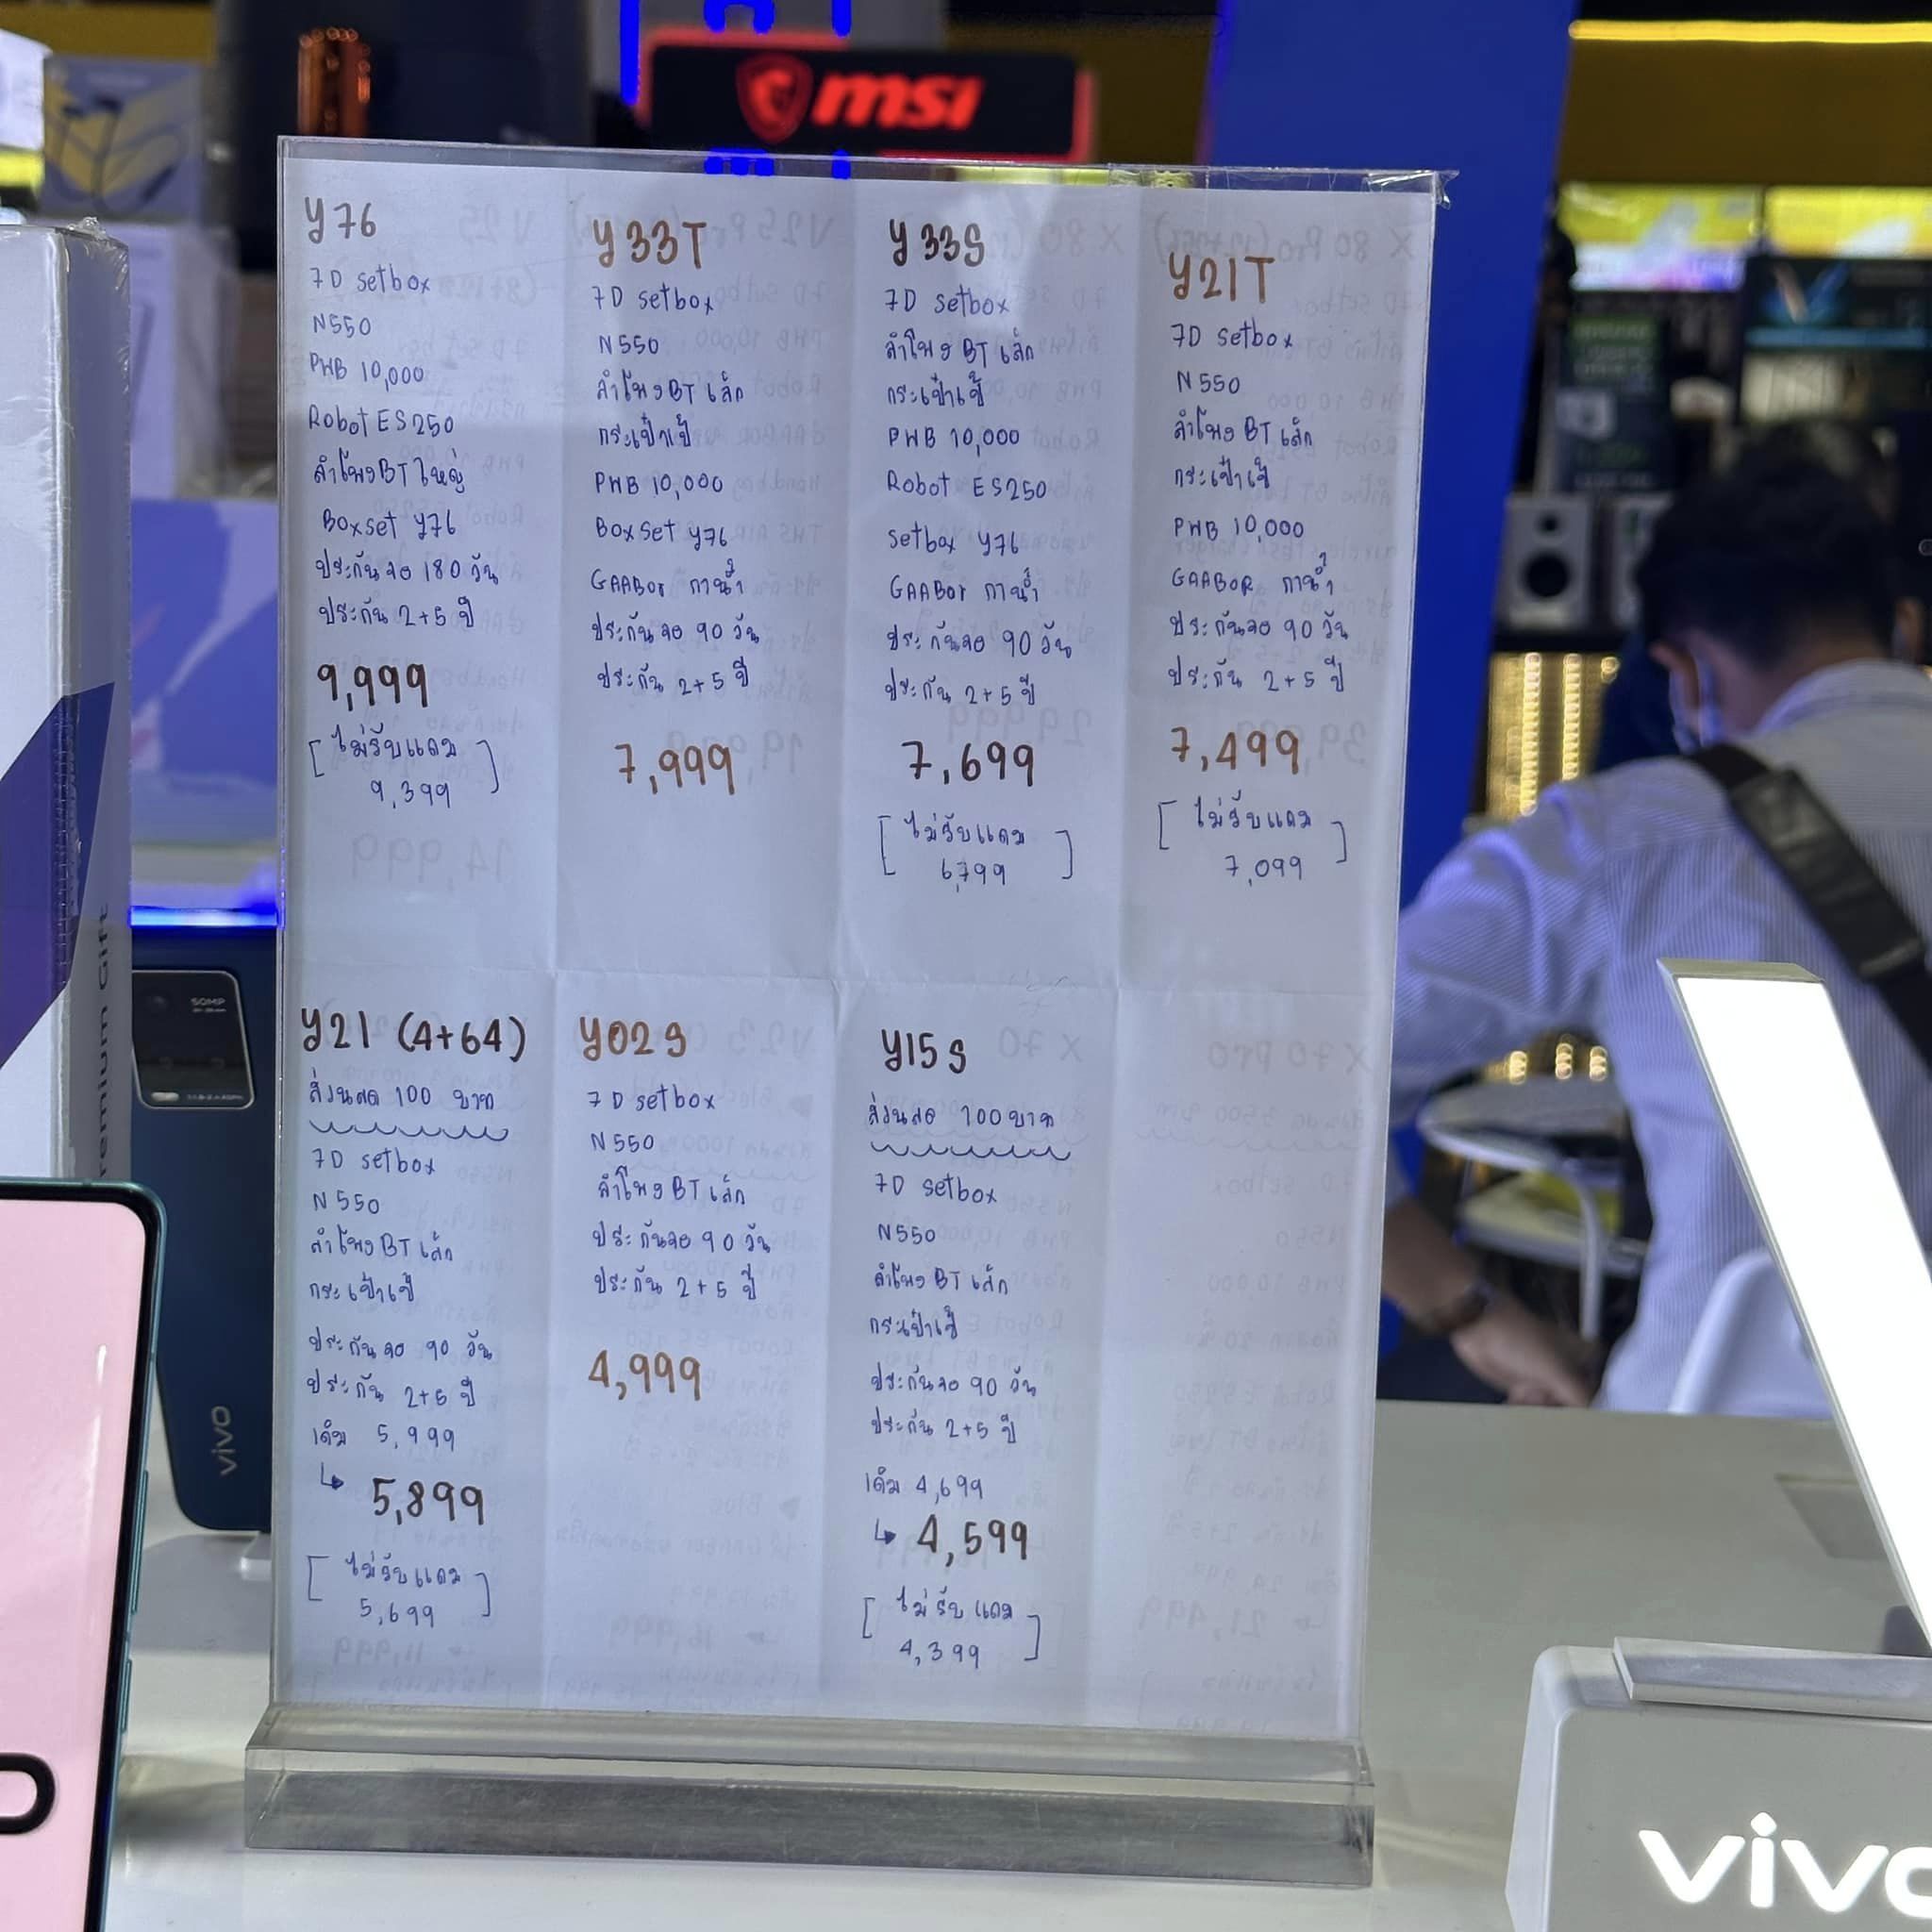 msi
Y76
7D setbox
N550
PWB 10,000
Robot ES250
ลำโพงBT ใหญ่
Boxset Y76
ประกันจอ 180 วัน
ประกัน 2+5 ปี
9,999
[ ไม่รับแถม
9,399 ]
Y33T
7D setbox
N550
ลำโพงBT เล็ก
กระเป๋าเป้
PWB 10,000
Boxset Y76
GAABOr กาน้ำ
ประกันจอ 90 วัน
ประกัน 2+5 ปี
7,999
Y33S
7D setbox
ลำโพง BT เล็ก
กระเป๋าเป้
PWB 10,000
Robot ES250
setbox Y76
GAABOr กาน้ำ
ประกันจอ 90 วัน
ประกัน 2+5 ปี
7,699
[ ไม่รับแถม
6,799 ]
Y21T
7D setbox
N550
ลำโพง BT เล็ก
กระเป๋าเป้
PWB 10,000
GAABOR กาน้ำ
ประกันจอ 90 วัน
ประกัน 2+5 ปี
7,499
[ ไม่รับแถม
7,099 ]
Y21 (4+64)
ส่วนลด 100 บาท
7D setbox
N550
ลำโพงBT เล็ก
กระเป๋าเป้
ประกันจอ 90 วัน
ประกัน 2+5 ปี
เดิม 5,999
↳ 5,899
[ ไม่รับแถม
5,699 ]
Y02S
7D setbox
N550
ลำโพงBT เล็ก
ประกันจอ 90 วัน
ประกัน 2+5 ปี
4,999
Y15S
ส่วนลด 100 บาท
7D setbox
N550
ลำโพง BT เล็ก
กระเป๋าเป้
ประกันจอ 90 วัน
ประกัน 2+5 ปี
เดิม 4,699
↳ 4,599
[ ไม่รับแถม
4,399 ]
50MP
vivo
vivo